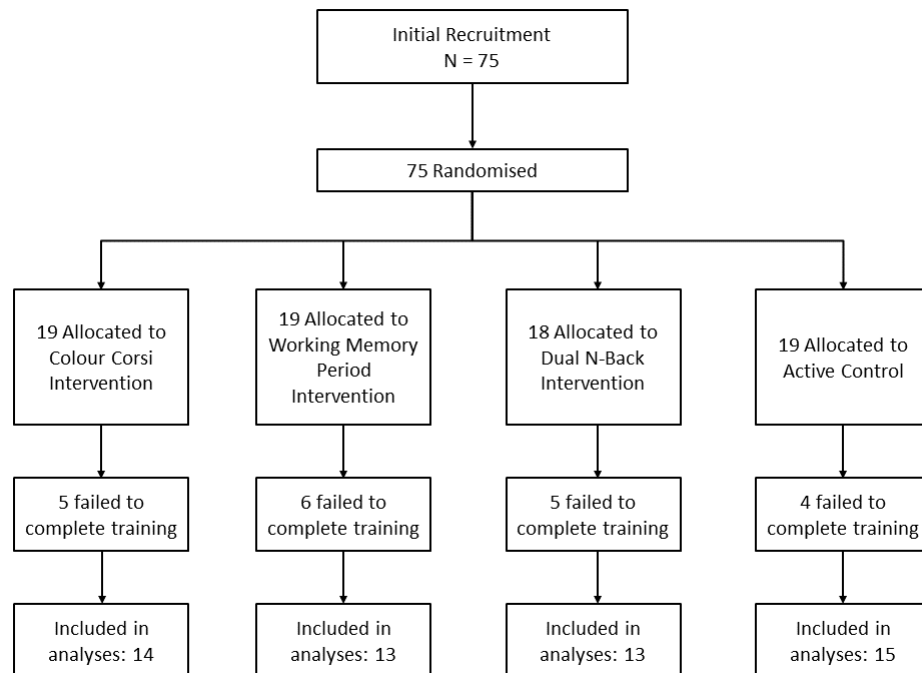 Initial Recruitment
N = 75
75 Randomised
19 Allocated to
Colour Corsi
Intervention
19 Allocated to
Working Memory
Period
Intervention
18 Allocated to
Dual N-Back
Intervention
19 Allocated to
Active Control
5 failed to
complete training
6 failed to
complete training
5 failed to
complete training
4 failed to
complete training
Included in
analyses: 14
Included in
analyses: 13
Included in
analyses: 13
Included in
analyses: 15